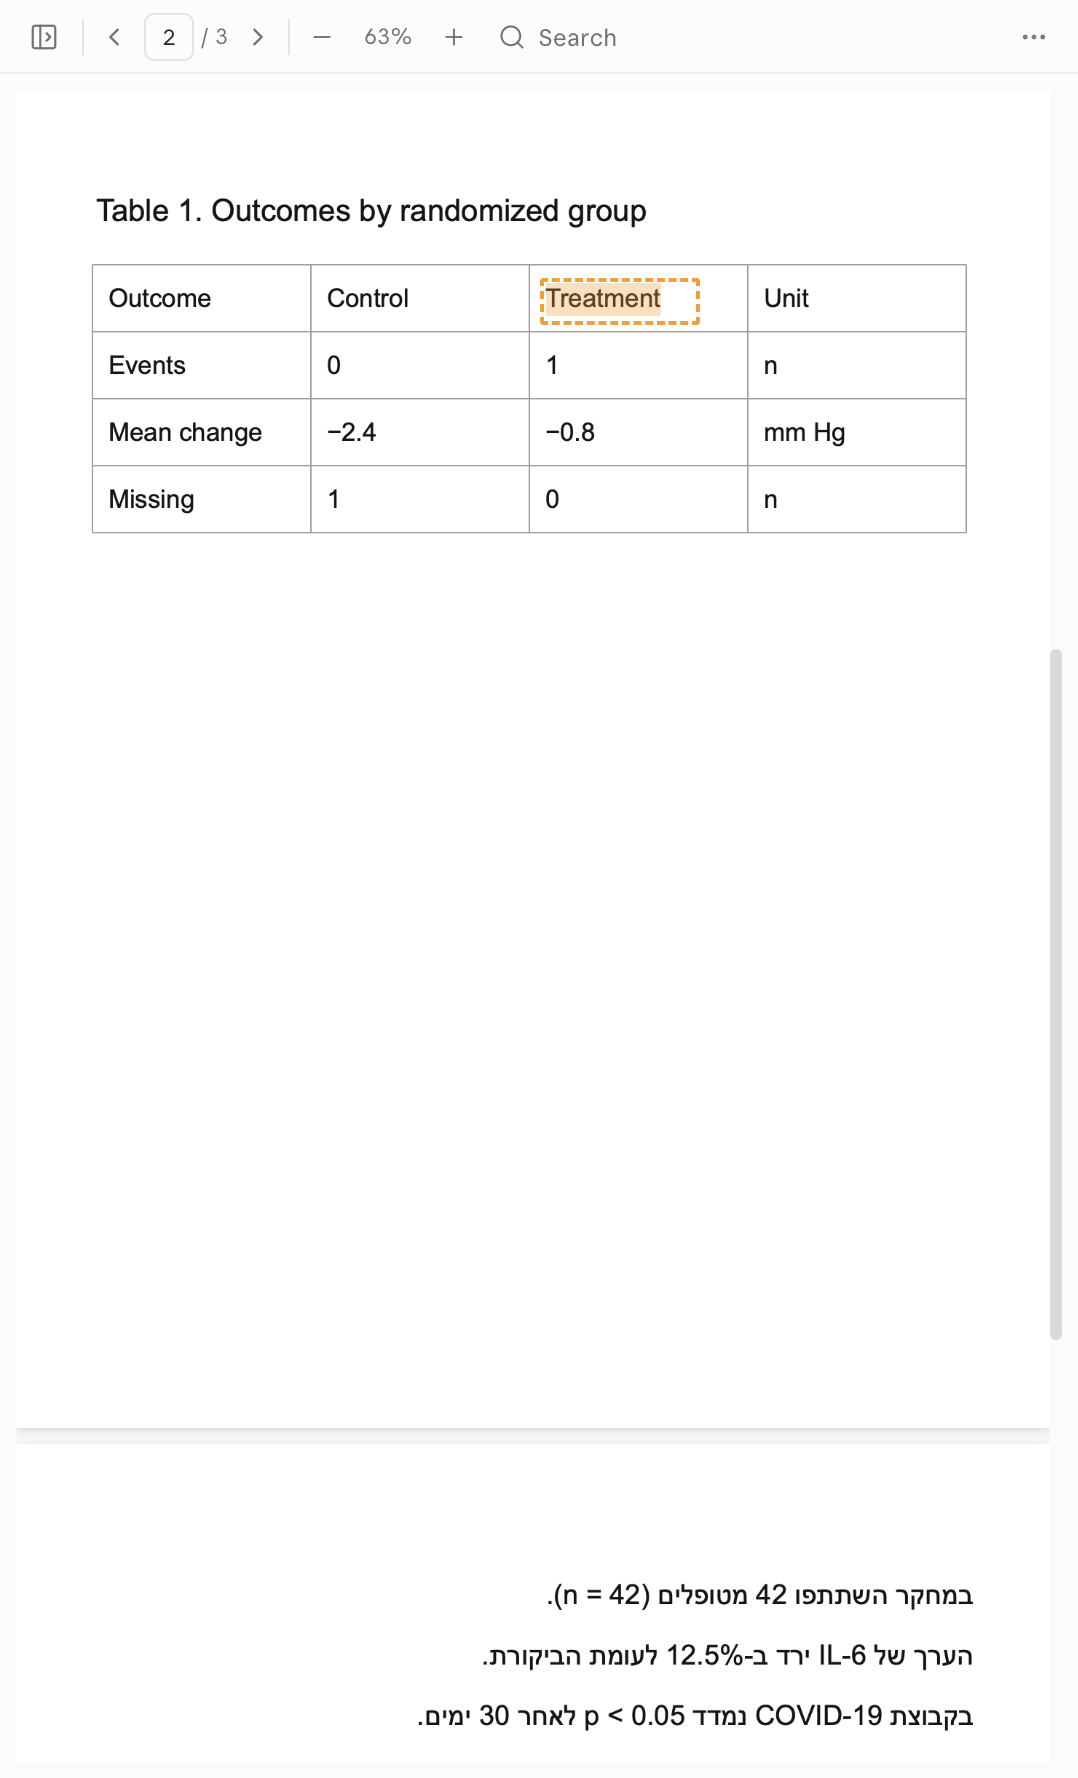 2 / 3 63% Search
Table 1. Outcomes by randomized group
Outcome Control Treatment Unit
Events 0 1 n
Mean change −2.4 −0.8 mm Hg
Missing 1 0 n
במחקר השתתפו 42 מטופלים (n = 42).
הערך של IL-6 ירד ב-12.5% לעומת הביקורת.
בקבוצת COVID-19 נמדד p < 0.05 לאחר 30 ימים.